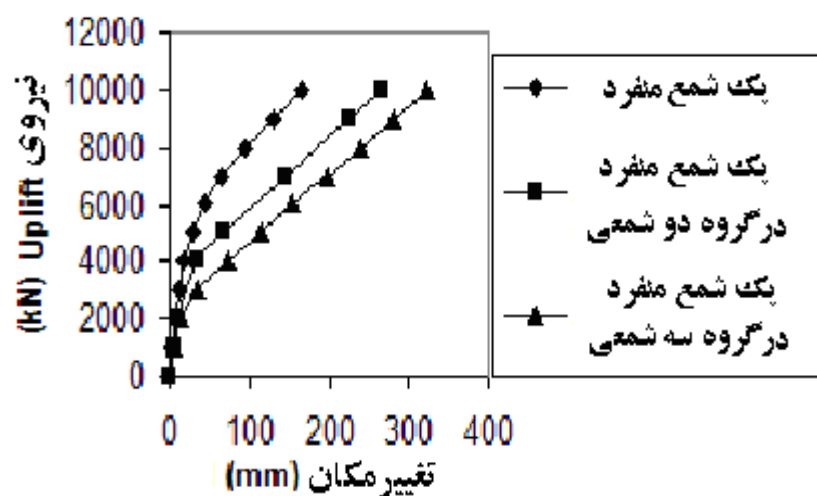 12000
10000
8000
6000
4000
2000
0
نیروی Uplift (kN)
0 100 200 300 400
تغییرمکان (mm)
یک شمع منفرد
یک شمع منفرد
درگروه دو شمعی
یک شمع منفرد
درگروه سه شمعی